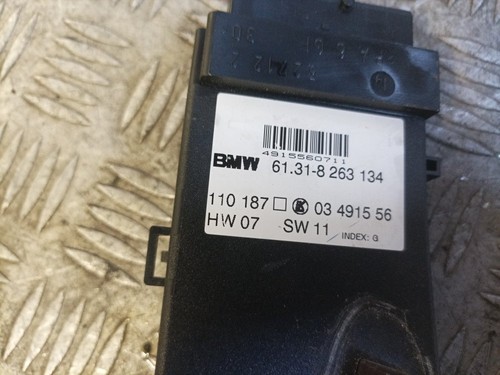 4915560711
BMW 61.31-8 263 134
110 187 03 4915 56
HW 07 SW 11 INDEX: G